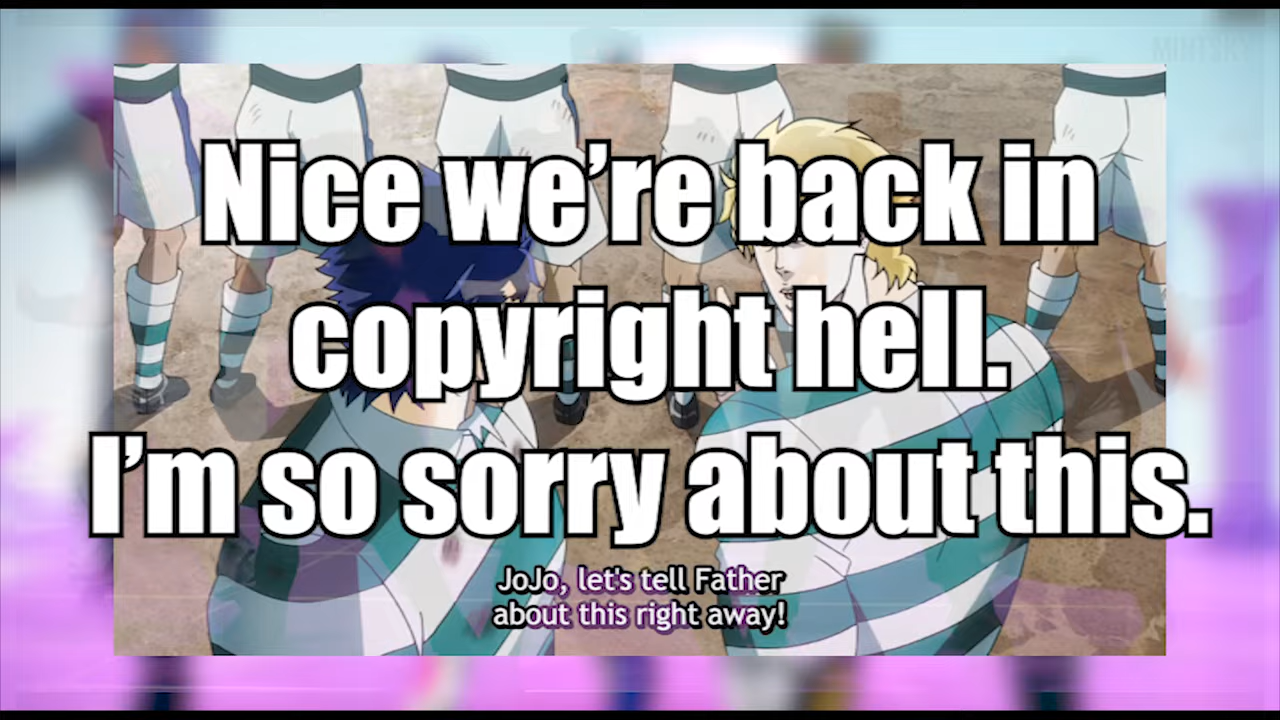 MINTSKY
Nice we’re back in
copyright hell.
I’m so sorry about this.
JoJo, let's tell Father
about this right away!